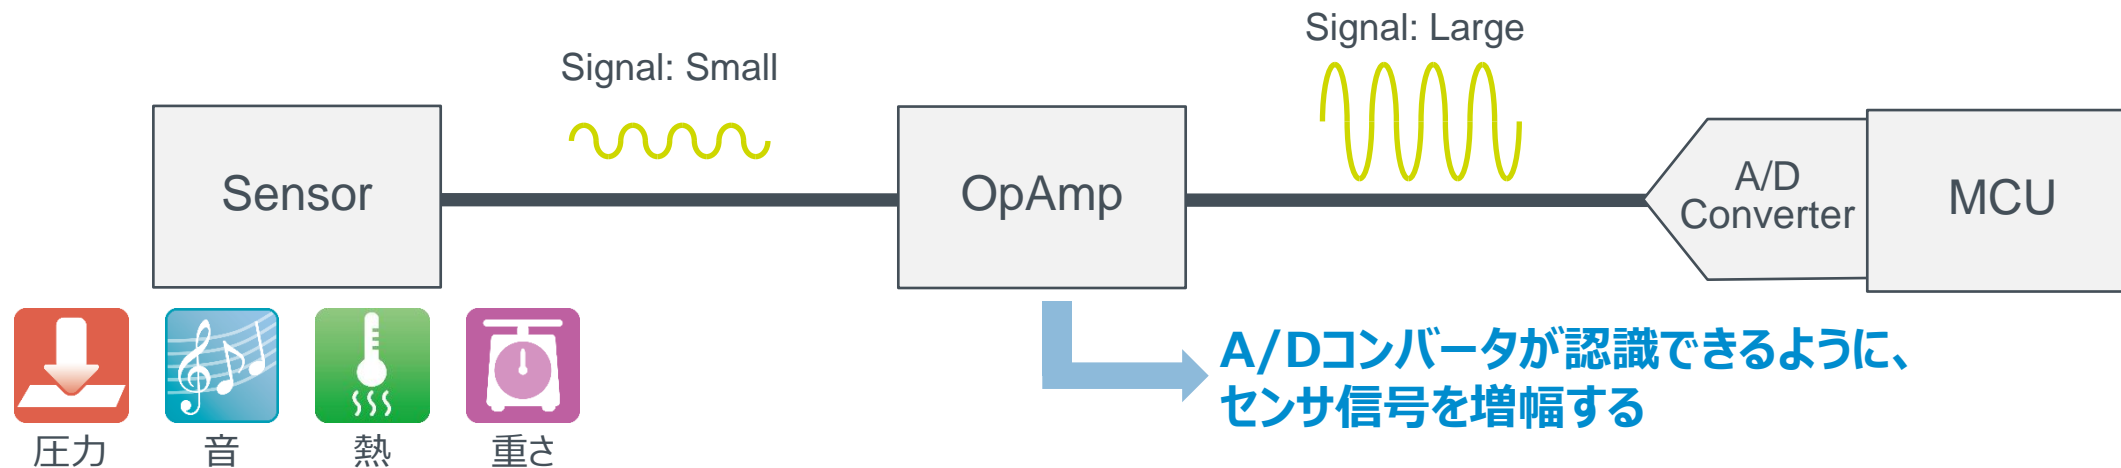 Signal: Small
Signal: Large
Sensor
OpAmp
A/D
Converter
MCU
圧力
音
熱
重さ
A/Dコンバータが認識できるように、
センサ信号を増幅する